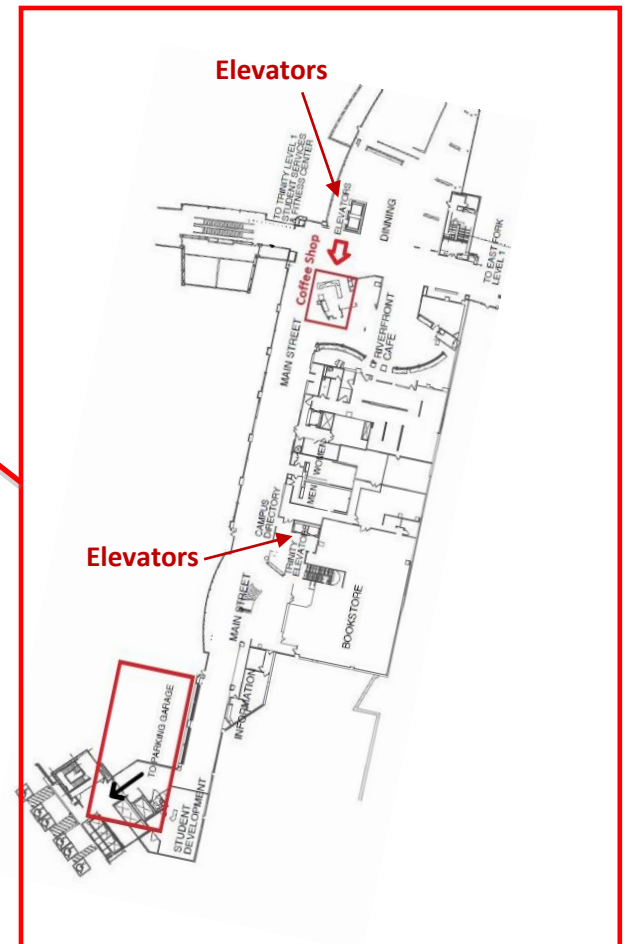 Elevators
TO TRINITY LEVEL 1
STUDENT SERVICES
& FITNESS CENTER
ELEVATORS
DINNING
TO EAST FORK
LEVEL 1
Coffee Shop
MAIN STREET
RIVERFRONT
CAFE
WOMEN
MEN
CAMPUS
DIRECTORY
Elevators
TRINITY
ELEVATORS
MAIN STREET
BOOKSTORE
INFORMATION
TO PARKING GARAGE
STUDENT
DEVELOPMENT